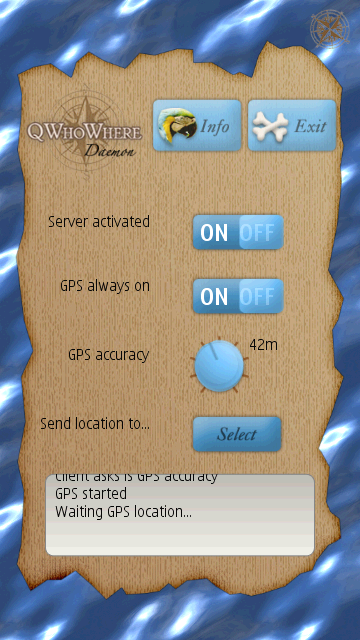 QWhoWhere
Daemon
Info
Exit
Server activated
ON OFF
GPS always on
ON OFF
GPS accuracy
42m
Send location to...
Select
Client asks is GPS accuracy
GPS started
Waiting GPS location...